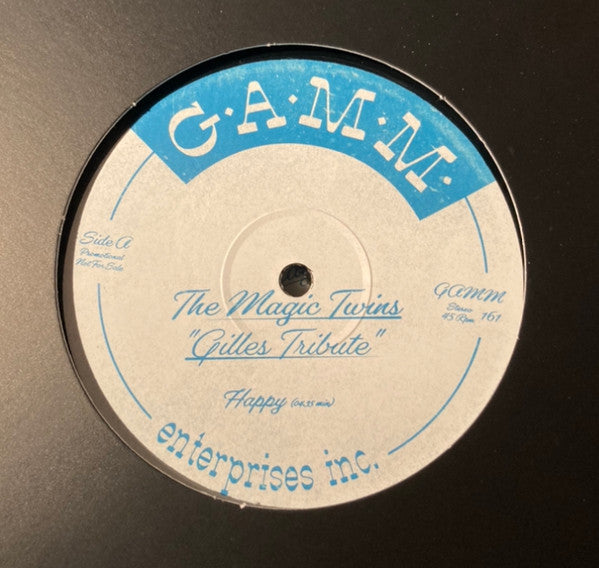 G·A·M·M·
Side A
Promotional
Not For Sale
GAMM
Stereo
45 Rpm 161
The Magic Twins
"Gilles Tribute"
Happy (04.35 min)
enterprises inc.